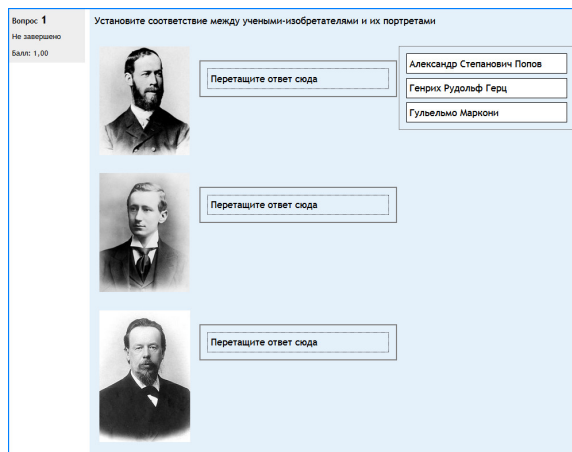 Вопрос 1
Не завершено
Балл: 1,00
Установите соответствие между учеными-изобретателями и их портретами
Перетащите ответ сюда
Александр Степанович Попов
Генрих Рудольф Герц
Гульельмо Маркони
Перетащите ответ сюда
Перетащите ответ сюда